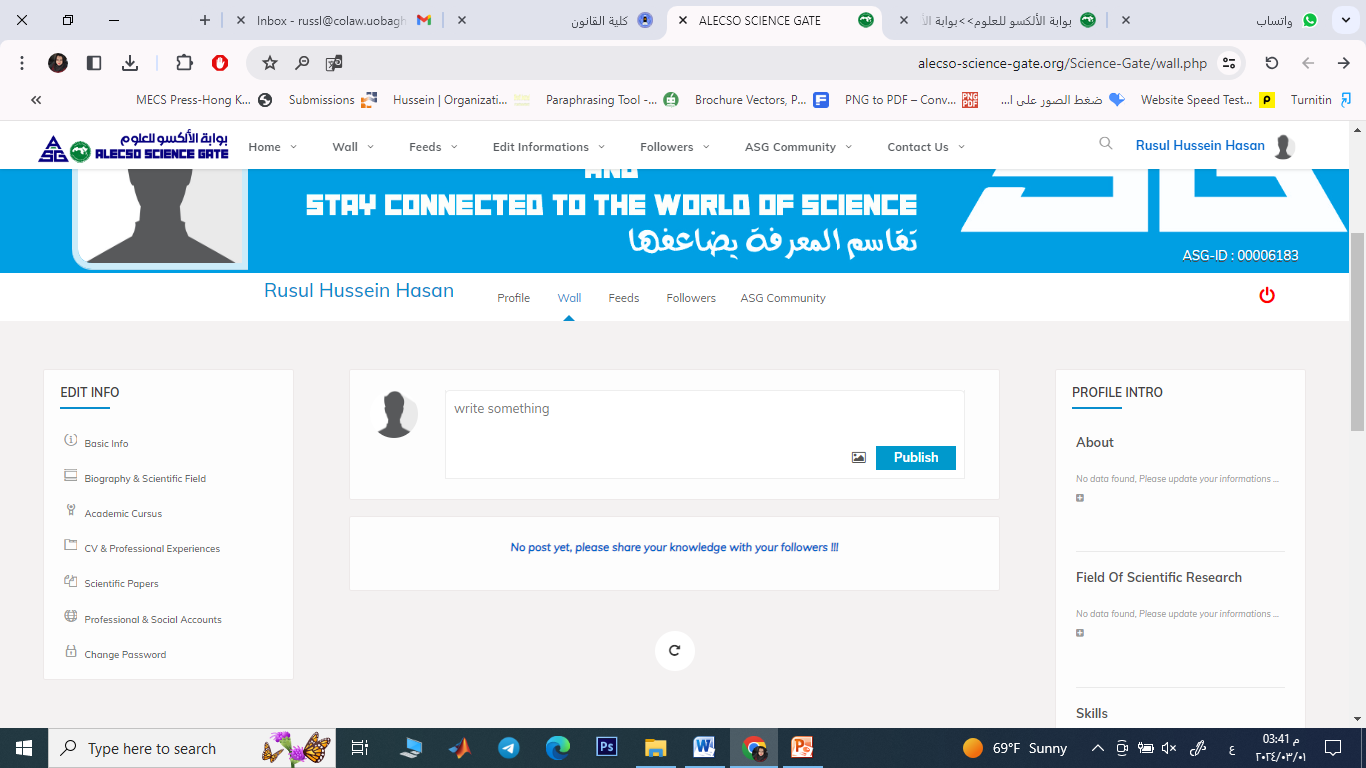 Inbox - russl@colaw.uobagh
كلية القانون
ALECSO SCIENCE GATE
بوابة الألكسو للعلوم>>بوابة
واتساب
alecso-science-gate.org/Science-Gate/wall.php
MECS Press-Hong K...
Submissions
Hussein | Organizati...
Paraphrasing Tool -...
Brochure Vectors, P...
PNG to PDF – Conv...
ضغط الصور على ا...
Website Speed Test...
Turnitin
بوابة الألكسو للعلوم
ALECSO SCIENCE GATE
Home
Wall
Feeds
Edit Informations
Followers
ASG Community
Contact Us
Rusul Hussein Hasan
AND
STAY CONNECTED TO THE WORLD OF SCIENCE
تقاسم المعرفة يضاعفها
ASG-ID : 00006183
Rusul Hussein Hasan
Profile
Wall
Feeds
Followers
ASG Community
EDIT INFO
Basic Info
Biography & Scientific Field
Academic Cursus
CV & Professional Experiences
Scientific Papers
Professional & Social Accounts
Change Password
write something
Publish
No post yet, please share your knowledge with your followers !!!
PROFILE INTRO
About
No data found, Please update your informations ...
Field Of Scientific Research
No data found, Please update your informations ...
Skills
Type here to search
69°F Sunny
ع
03:41 م
٢٠٢٤/٠٣/٠١